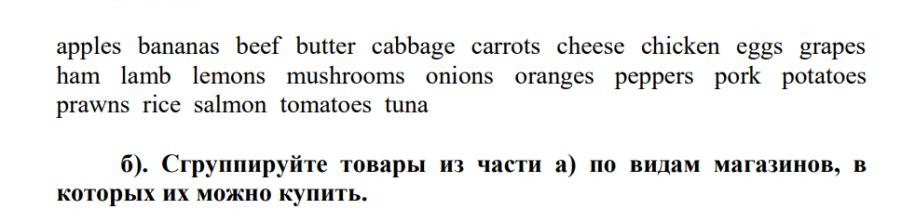 apples bananas beef butter cabbage carrots cheese chicken eggs grapes
ham lamb lemons mushrooms onions oranges peppers pork potatoes
prawns rice salmon tomatoes tuna
б). Сгруппируйте товары из части а) по видам магазинов, в
которых их можно купить.